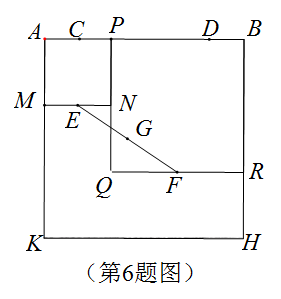 A C P D B
M E N
G
Q F R
K H
（第6题图）